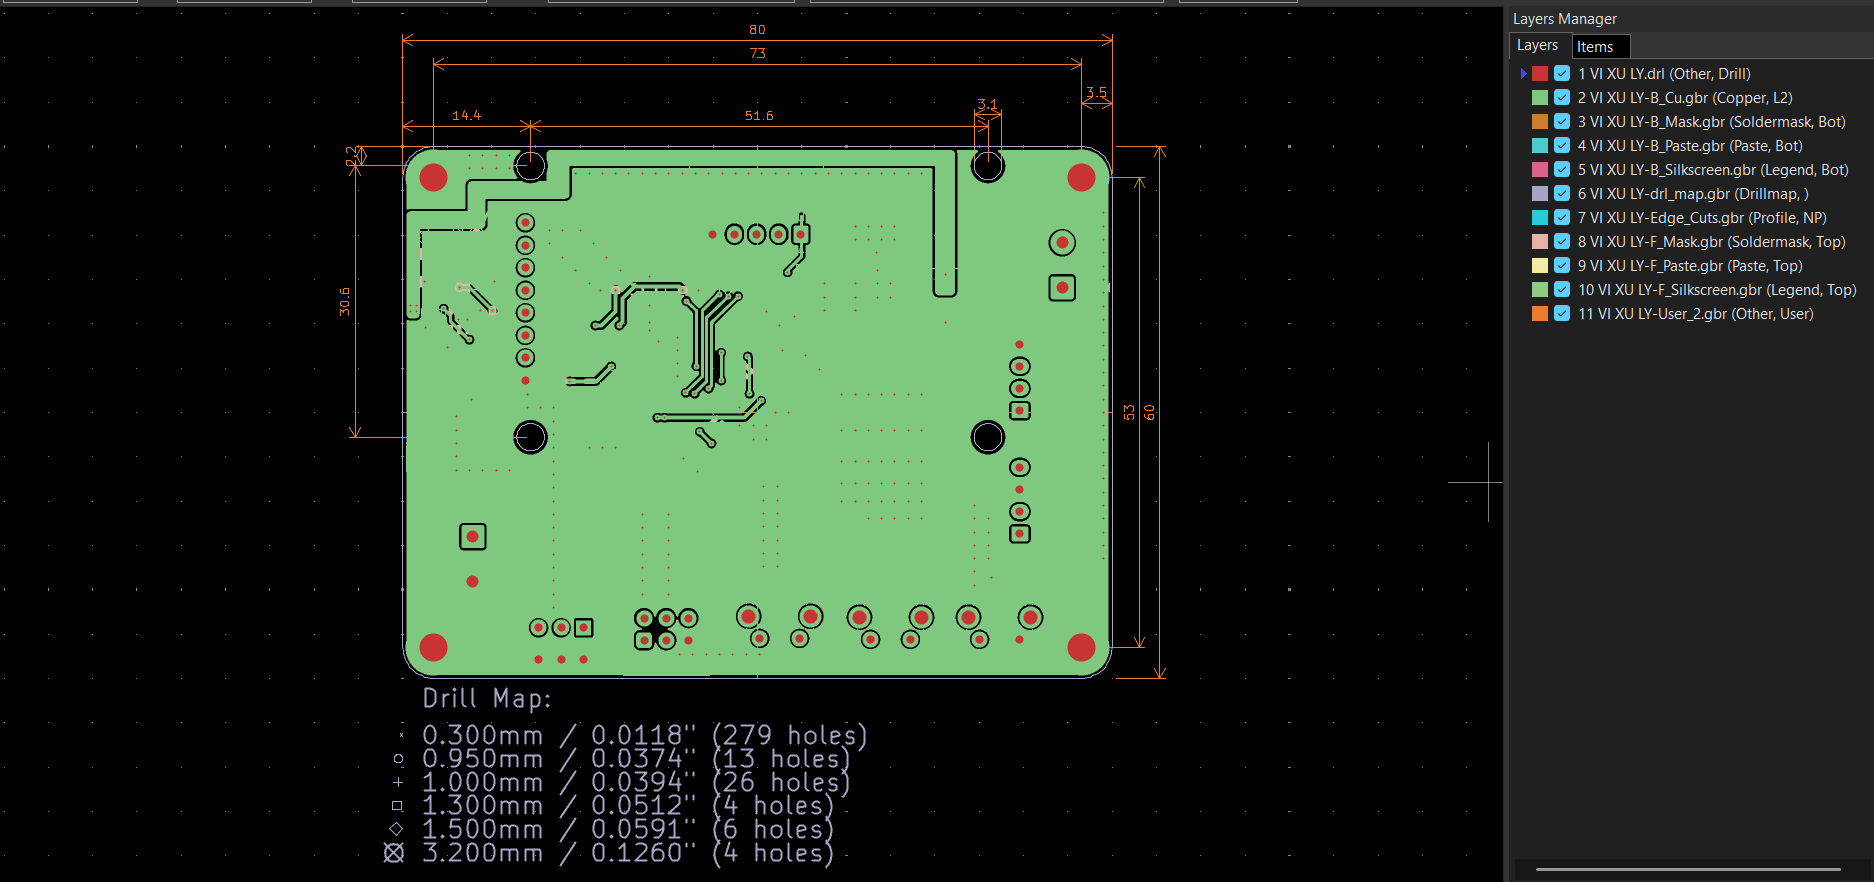 Layers Manager
Layers
Items
1 VI XU LY.drl (Other, Drill)
2 VI XU LY-B_Cu.gbr (Copper, L2)
3 VI XU LY-B_Mask.gbr (Soldermask, Bot)
4 VI XU LY-B_Paste.gbr (Paste, Bot)
5 VI XU LY-B_Silkscreen.gbr (Legend, Bot)
6 VI XU LY-drl_map.gbr (Drillmap, )
7 VI XU LY-Edge_Cuts.gbr (Profile, NP)
8 VI XU LY-F_Mask.gbr (Soldermask, Top)
9 VI XU LY-F_Paste.gbr (Paste, Top)
10 VI XU LY-F_Silkscreen.gbr (Legend, Top)
11 VI XU LY-User_2.gbr (Other, User)
80
73
3.5
3.1
14.4
51.6
2.2
30.6
53
60
Drill Map:
0.300mm / 0.0118" (279 holes)
0.950mm / 0.0374" (13 holes)
1.000mm / 0.0394" (26 holes)
1.300mm / 0.0512" (4 holes)
1.500mm / 0.0591" (6 holes)
3.200mm / 0.1260" (4 holes)